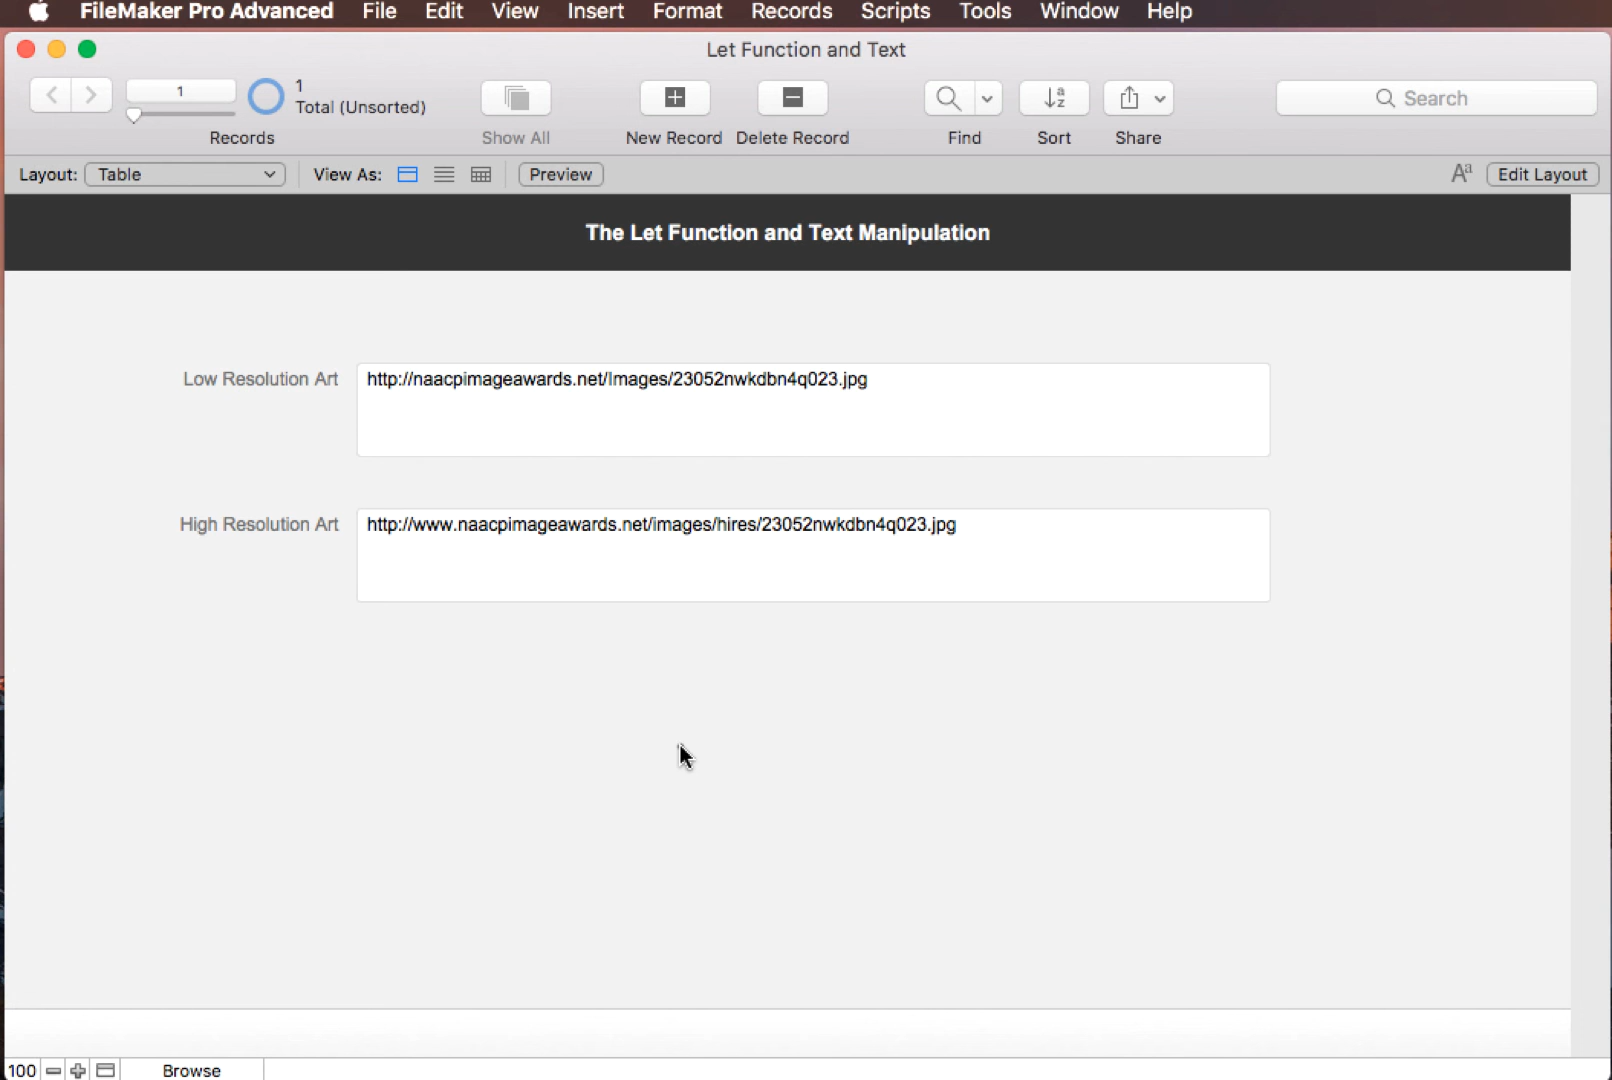 FileMaker Pro Advanced File Edit View Insert Format Records Scripts Tools Window Help
Let Function and Text
1
1
Total (Unsorted)
Records
Show All
New Record
Delete Record
Find
Sort
Share
Search
Layout: Table
View As:
Preview
Aa
Edit Layout
The Let Function and Text Manipulation
Low Resolution Art
http://naacpimageawards.net/Images/23052nwkdbn4q023.jpg
High Resolution Art
http://www.naacpimageawards.net/images/hires/23052nwkdbn4q023.jpg
100
Browse